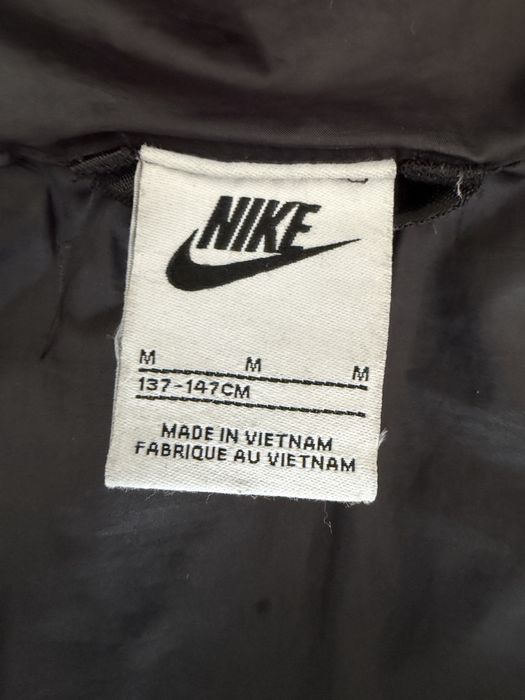 NIKE
M M M
137-147CM
MADE IN VIETNAM
FABRIQUE AU VIETNAM